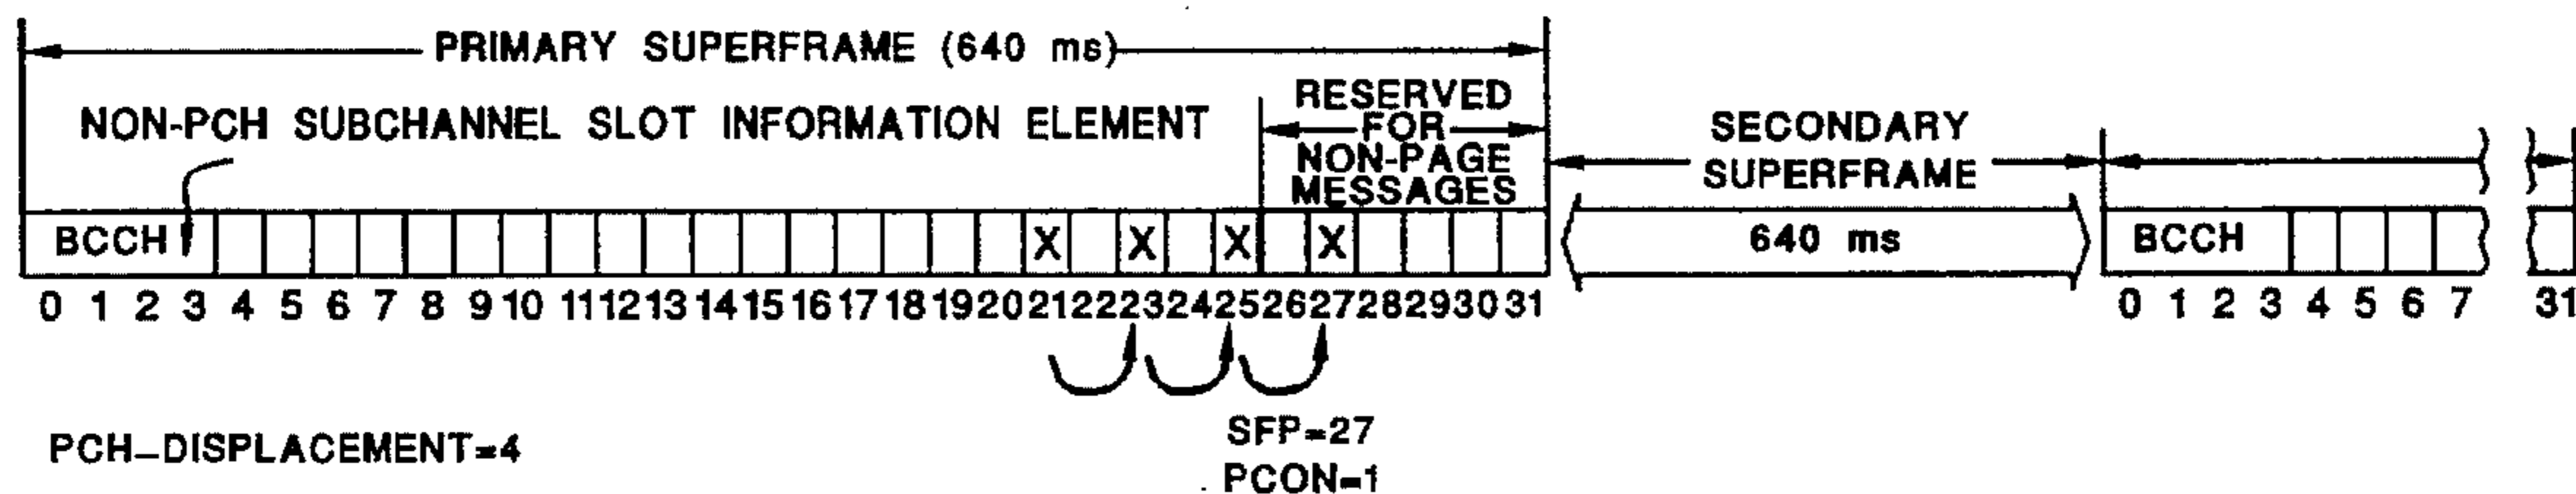 PRIMARY SUPERFRAME (640 ms)
NON-PCH SUBCHANNEL SLOT INFORMATION ELEMENT
RESERVED
FOR
NON-PAGE
MESSAGES
SECONDARY
SUPERFRAME
BCCH X X X X 640 ms BCCH
0 1 2 3 4 5 6 7 8 9 10 11 12 13 14 15 16 17 18 19 20 21 22 23 24 25 26 27 28 29 30 31 0 1 2 3 4 5 6 7 31
PCH-DISPLACEMENT=4
SFP=27
PCON=1